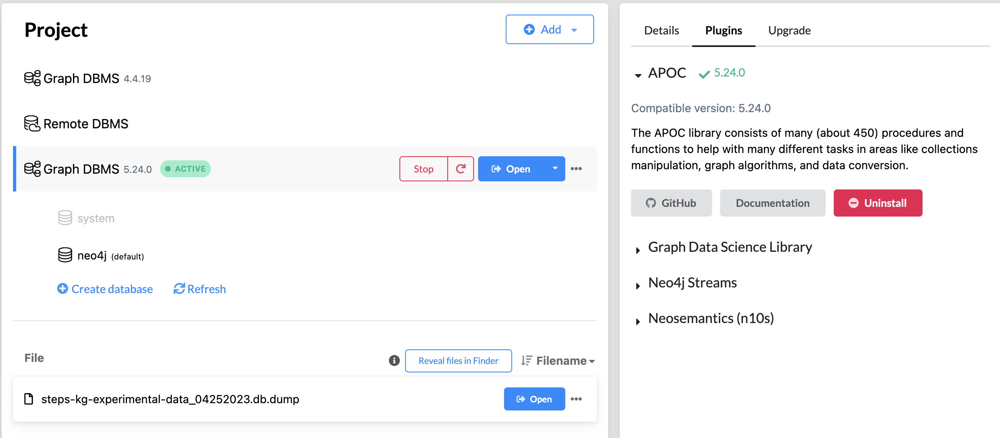 Project
Add
Graph DBMS 4.4.19
Remote DBMS
Graph DBMS 5.24.0 ACTIVE Stop Open
system
neo4j (default)
Create database Refresh
File Reveal files in Finder Filename
steps-kg-experimental-data_04252023.db.dump Open
Details Plugins Upgrade
APOC 5.24.0
Compatible version: 5.24.0
The APOC library consists of many (about 450) procedures and
functions to help with many different tasks in areas like collections
manipulation, graph algorithms, and data conversion.
GitHub Documentation Uninstall
Graph Data Science Library
Neo4j Streams
Neosemantics (n10s)